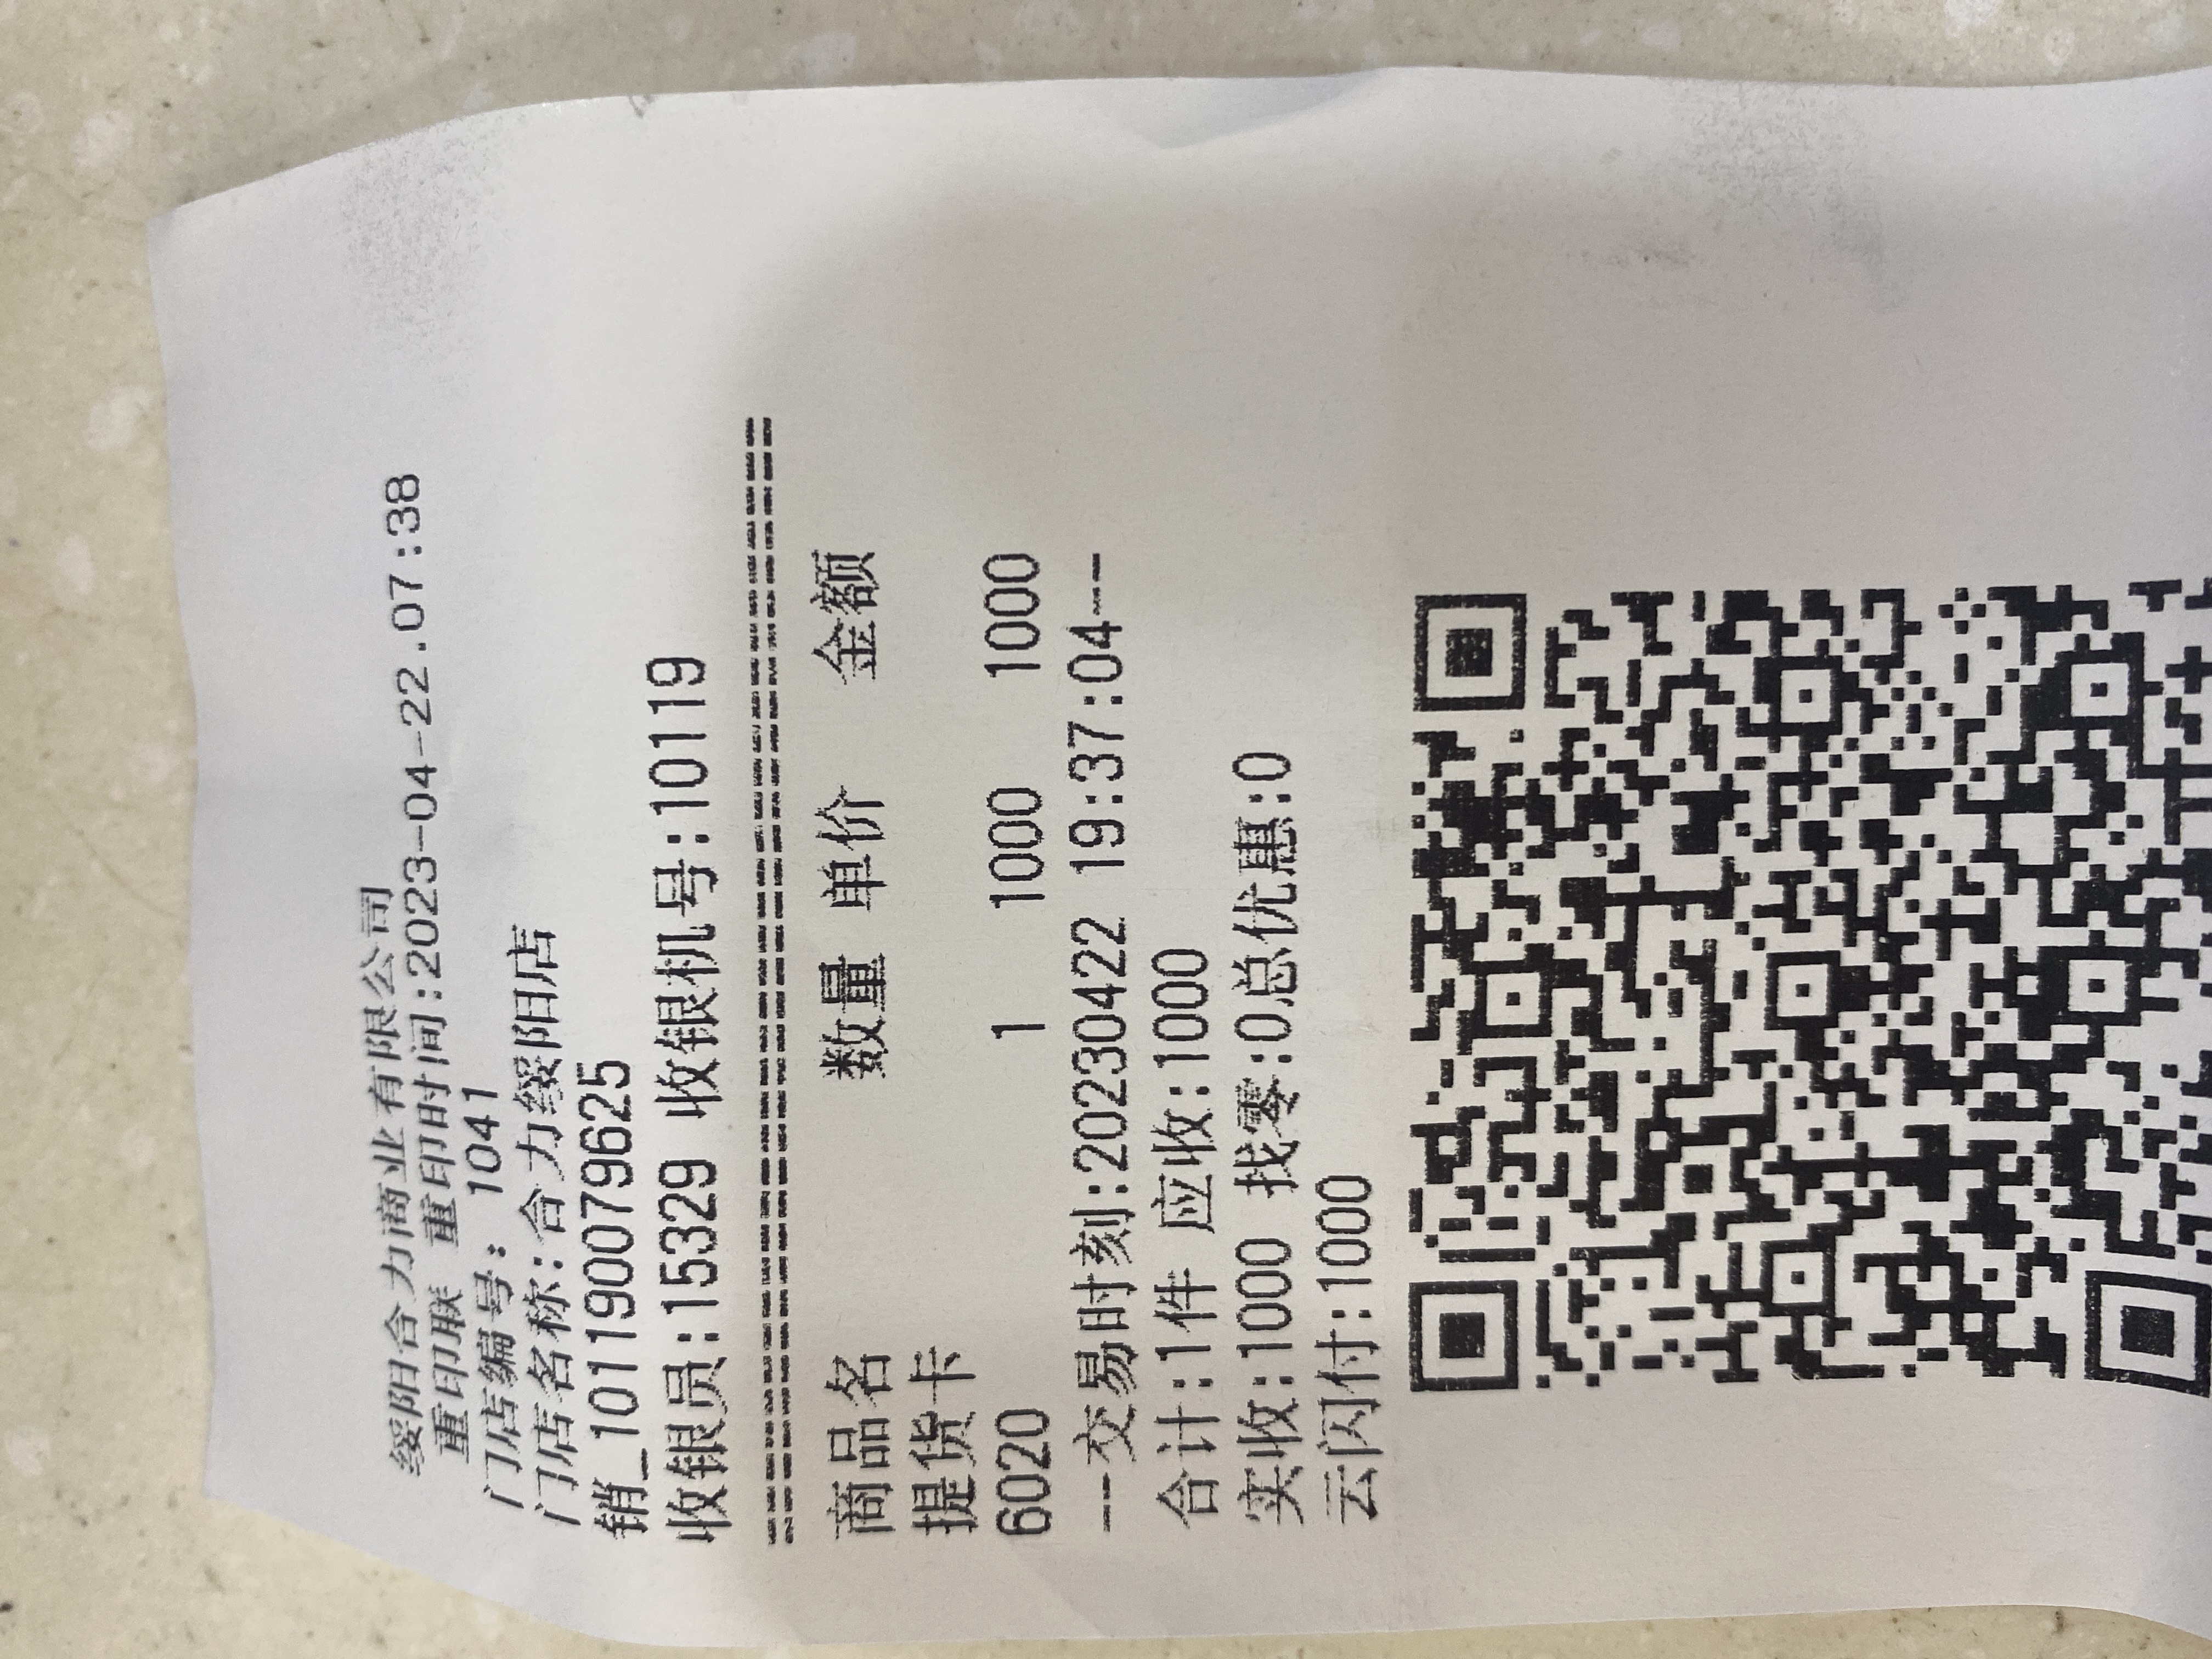 绥阳合力商业有限公司
重印联 重印时间:2023-04-22.07:38
门店编号: 1041
门店名称:合力绥阳店
销_101190079625
收银员:15329 收银机号:10119
================================
商品名 数量 单价 金额
提货卡
6020 1 1000 1000
--交易时刻:20230422 19:37:04--
合计:1件 应收:1000
实收:1000 找零:0总优惠:0
云闪付:1000